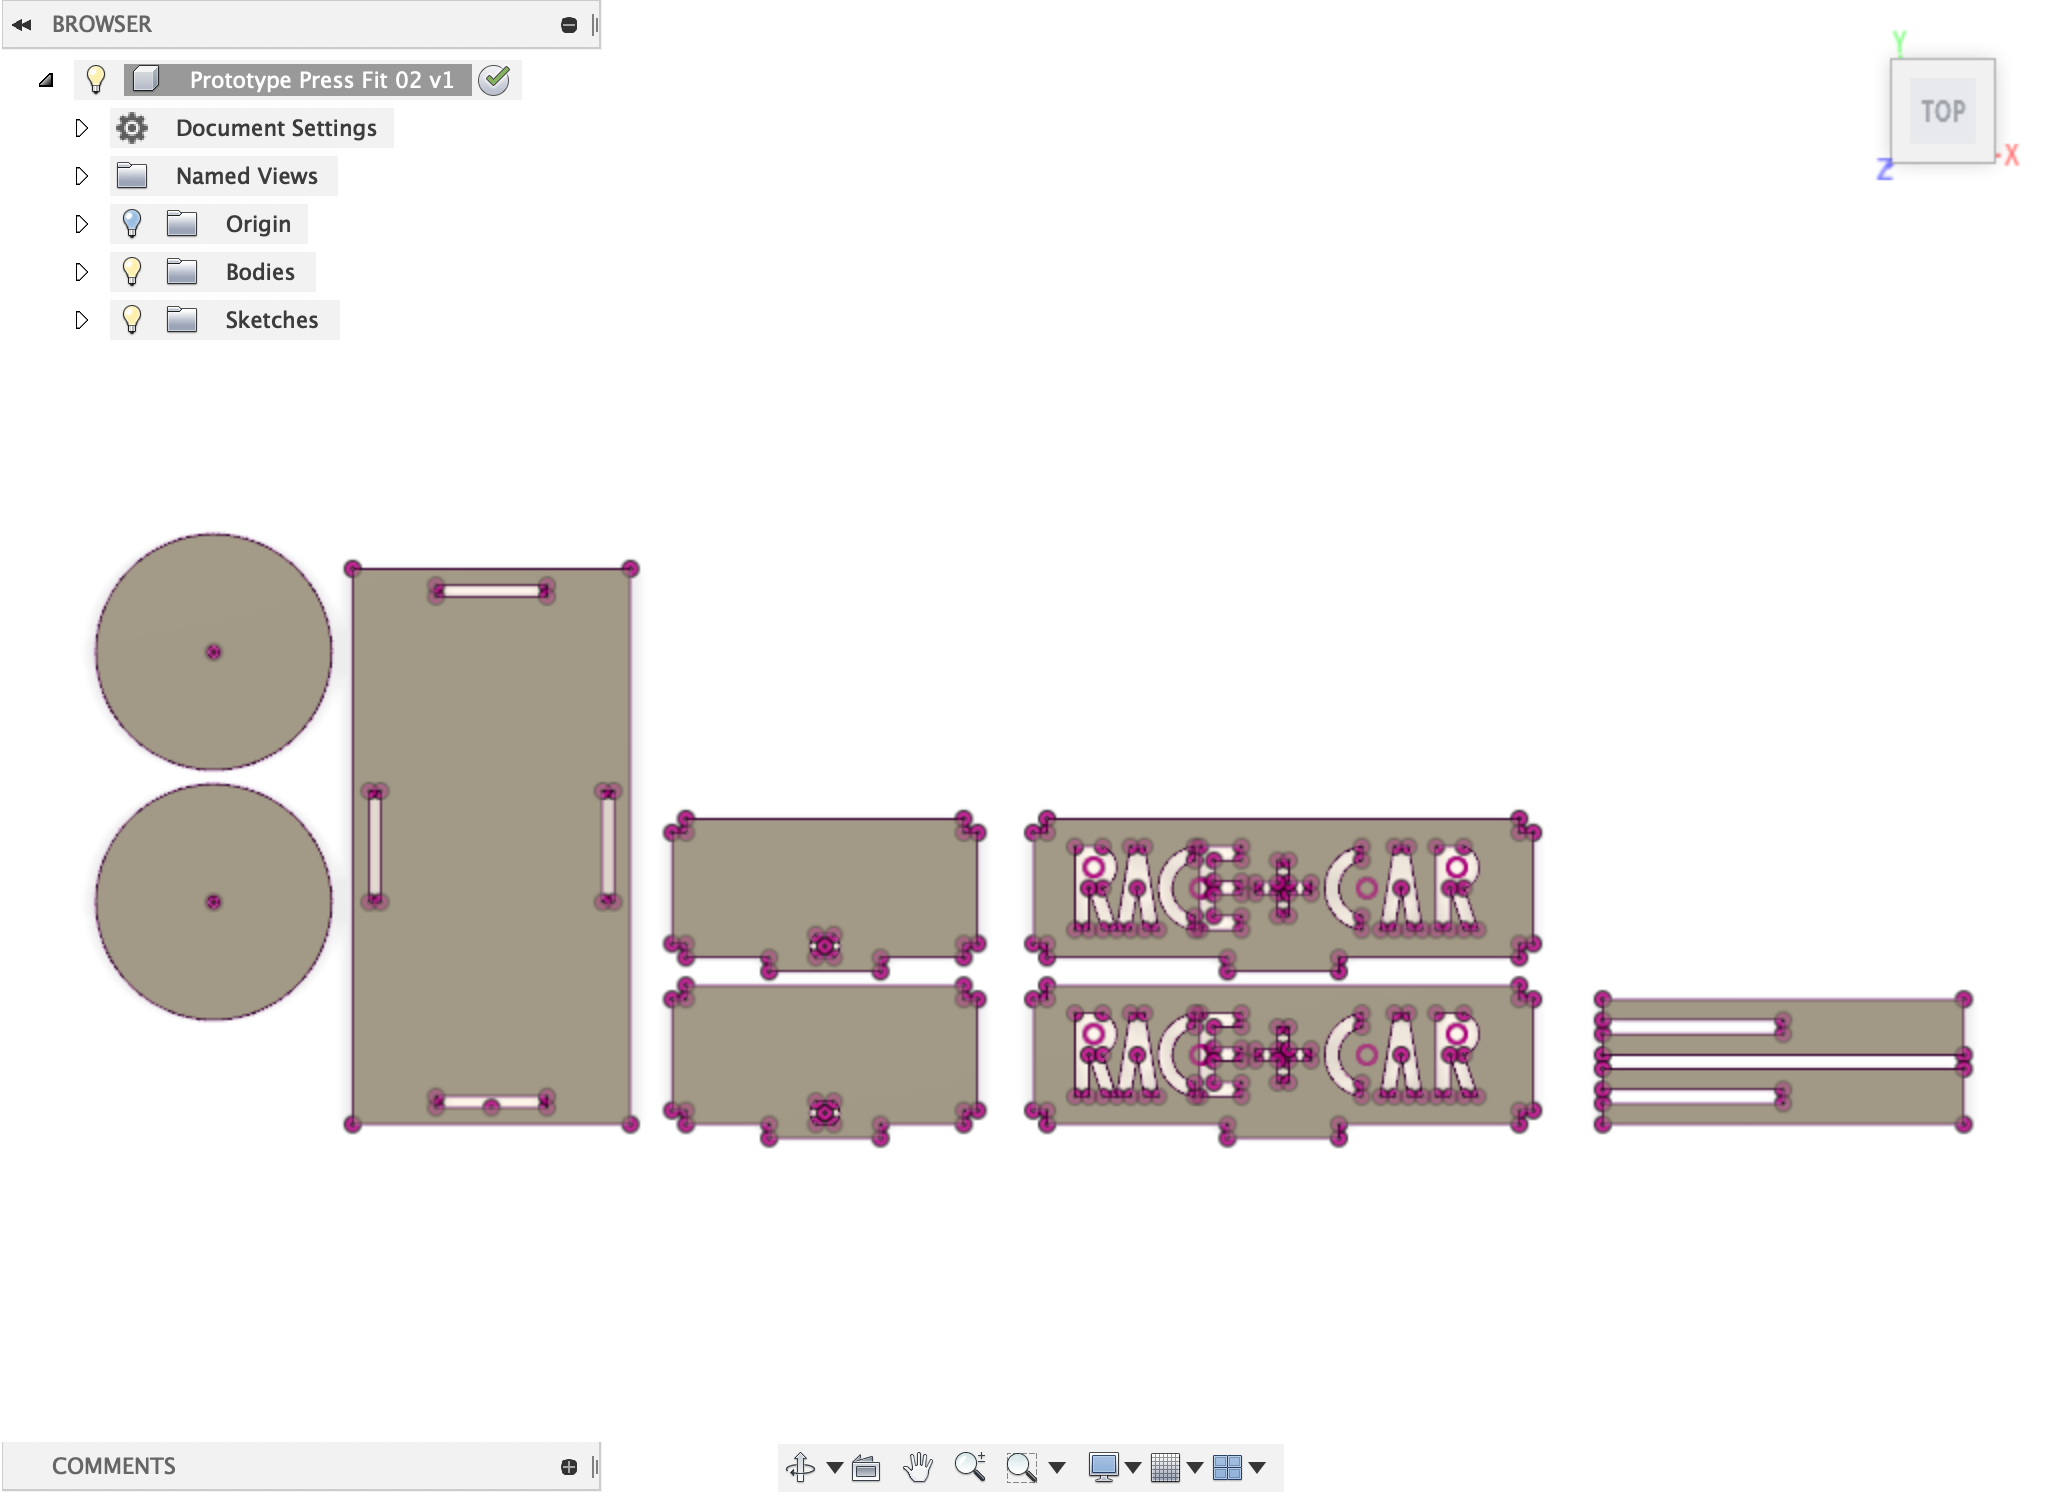 BROWSER
Prototype Press Fit 02 v1
Document Settings
Named Views
Origin
Bodies
Sketches
Y
TOP
X
Z
RACE+CAR
RACE+CAR
COMMENTS